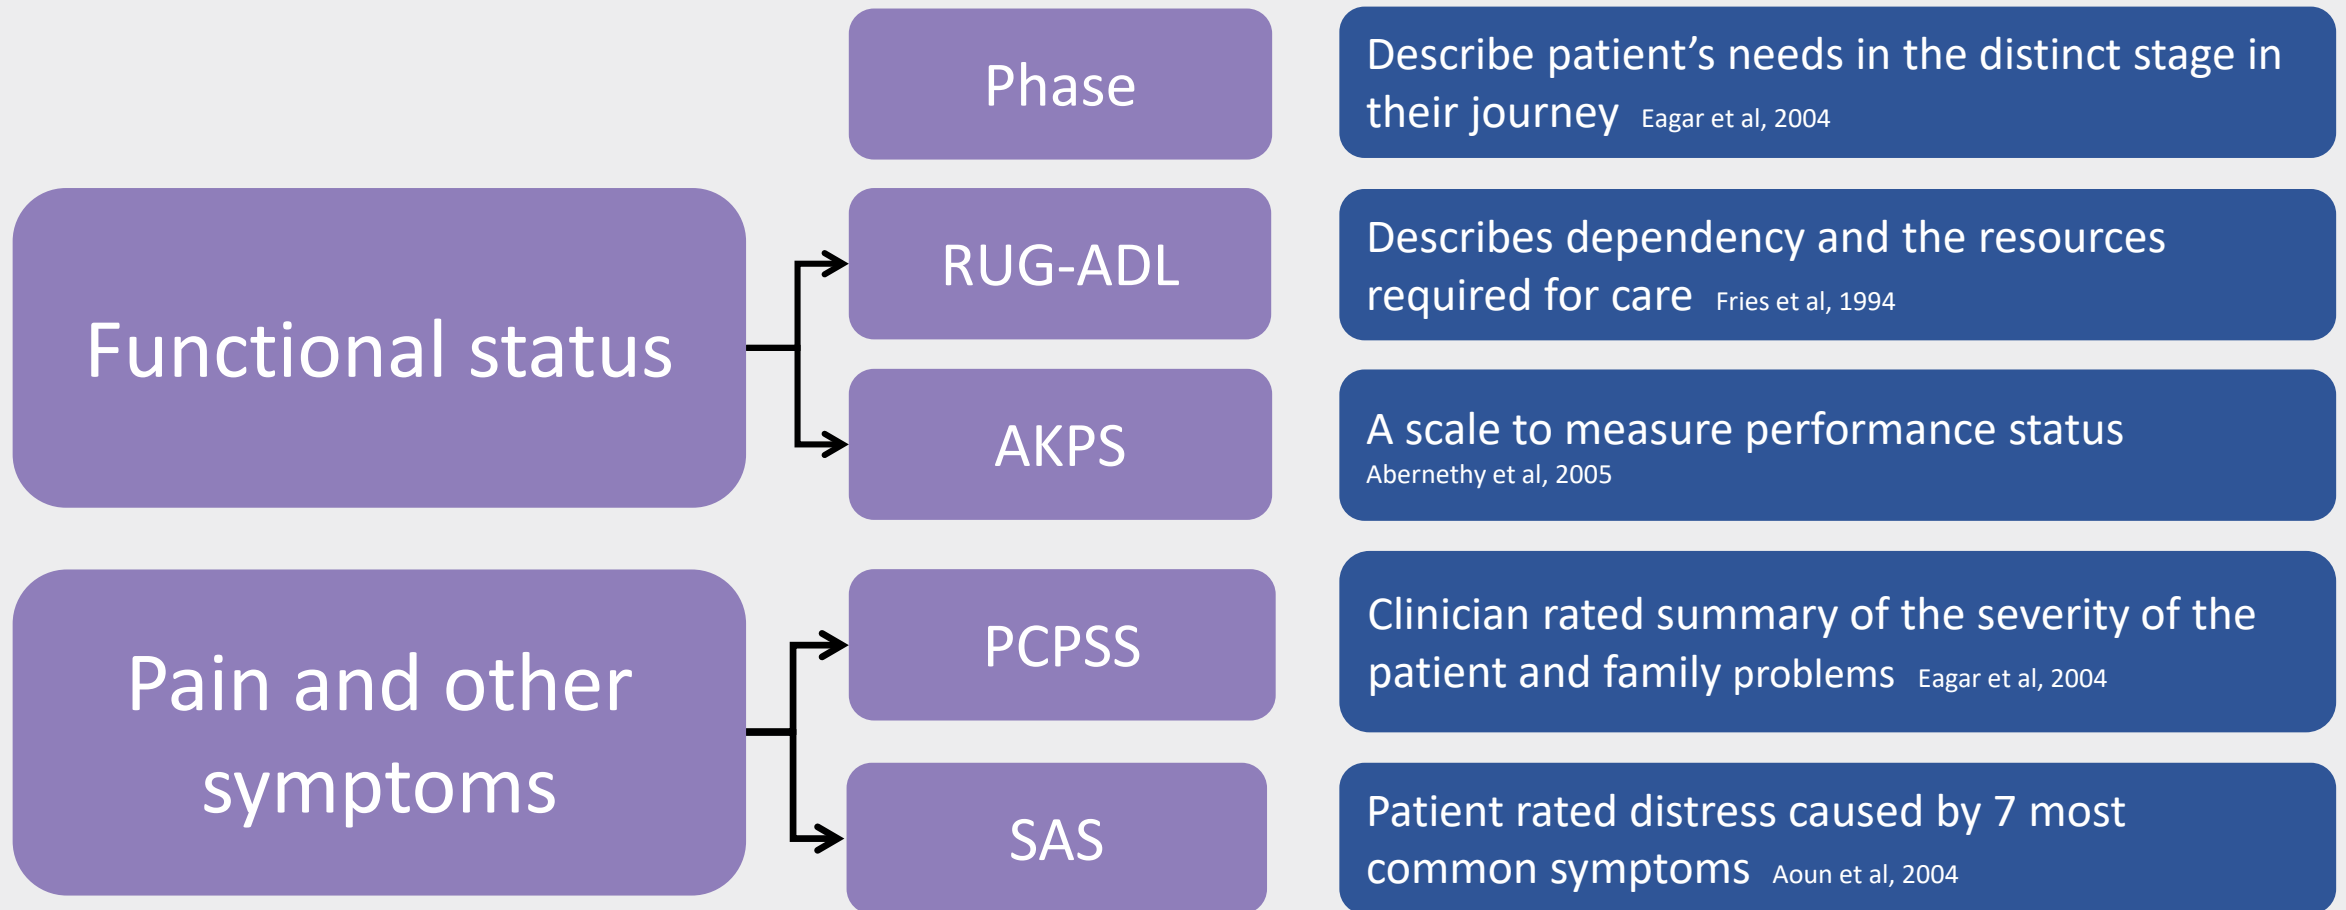 Phase
Describe patient’s needs in the distinct stage in
their journey Eagar et al, 2004
Functional status
RUG-ADL
Describes dependency and the resources
required for care Fries et al, 1994
AKPS
A scale to measure performance status
Abernethy et al, 2005
Pain and other
symptoms
PCPSS
Clinician rated summary of the severity of the
patient and family problems Eagar et al, 2004
SAS
Patient rated distress caused by 7 most
common symptoms Aoun et al, 2004